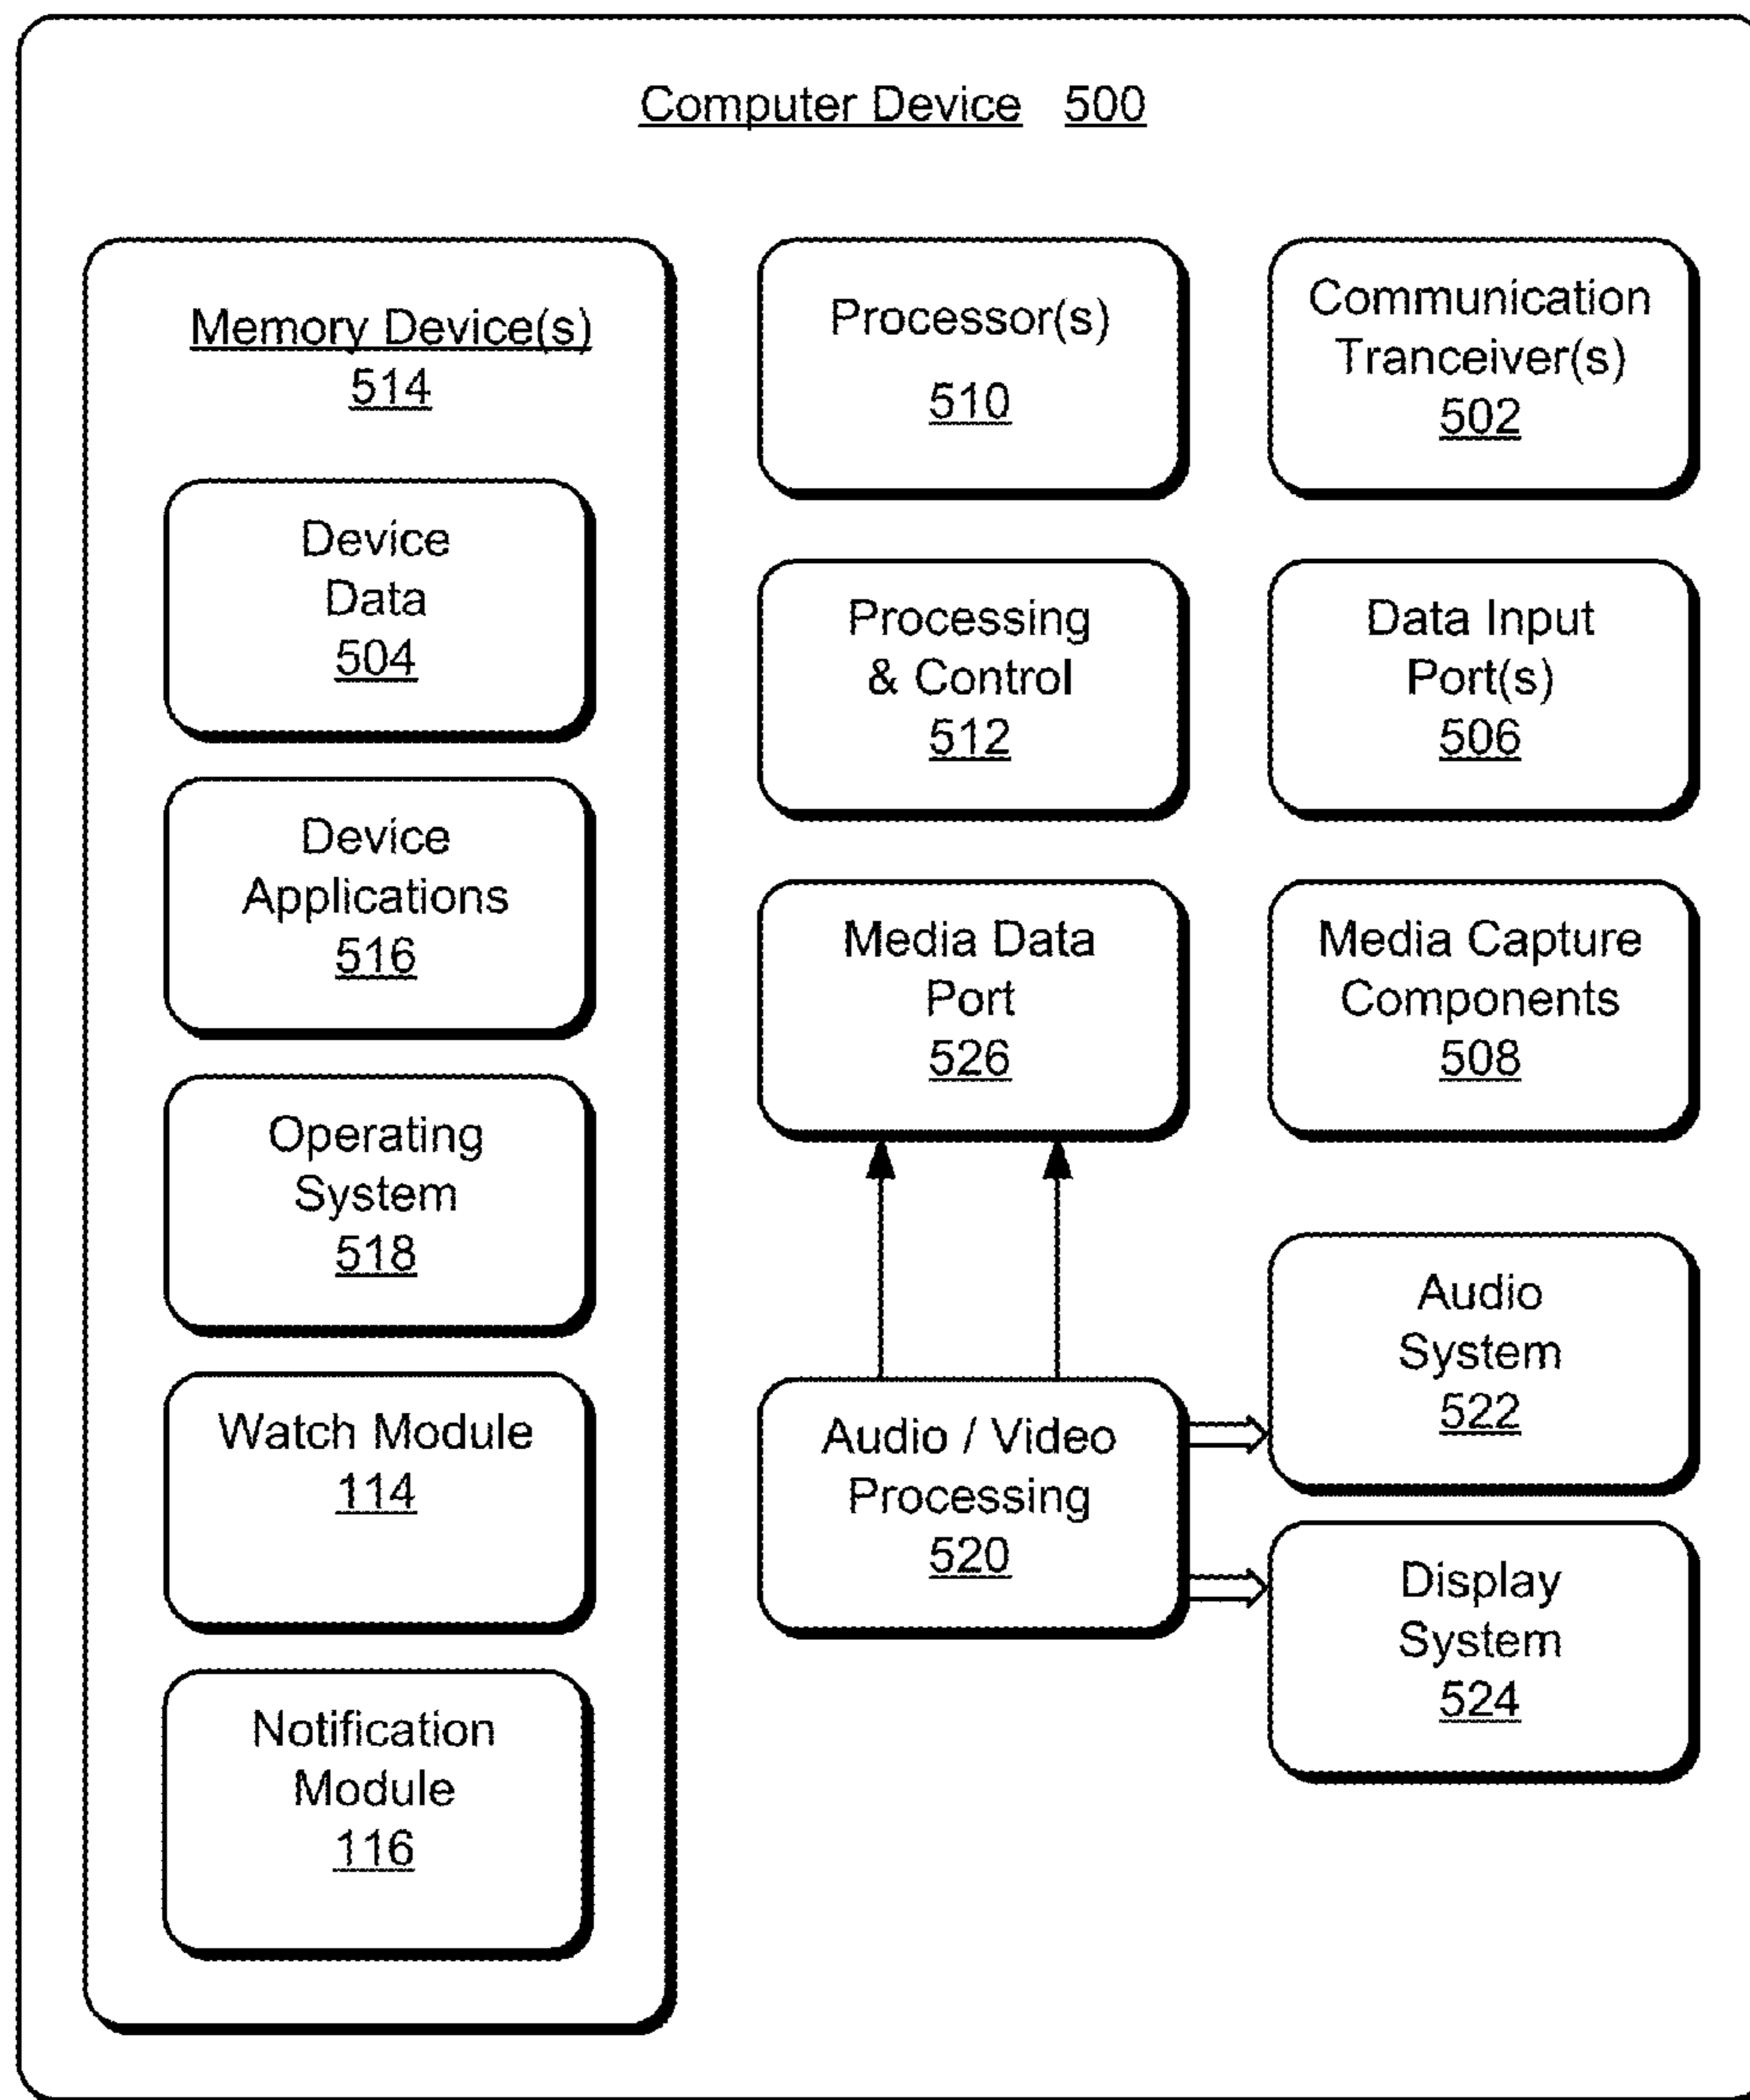 Computer Device 500
Memory Device(s)
514
Device
Data
504
Device
Applications
516
Operating
System
518
Watch Module
114
Notification
Module
116
Processor(s)
510
Communication
Tranceiver(s)
502
Processing
& Control
512
Data Input
Port(s)
506
Media Data
Port
526
Media Capture
Components
508
Audio / Video
Processing
520
Audio
System
522
Display
System
524